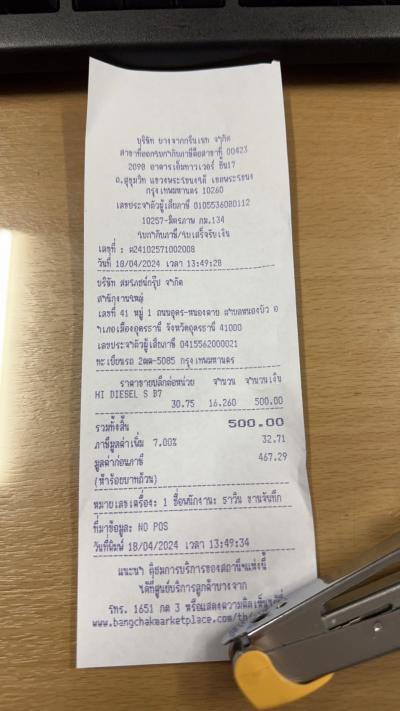 บริษัท บางจากกรีนเนท จำกัด
สาขาที่ออกใบกำกับภาษีคือสาขาที่ 00423
2098 อาคารเอ็มทาวเวอร์ ชั้น17
ถ.สุขุมวิท แขวงพระโขนงใต้ เขตพระโขนง
กรุงเทพมหานคร 10260
เลขประจำตัวผู้เสียภาษี 0105536080112
10257-มิตรภาพ กม.134
ใบกำกับภาษี/ใบเสร็จรับเงิน
เลขที่ : 24102571002008
วันที่ 18/04/2024 เวลา 13:49:28
บริษัท กรุ๊ป จำกัด
สำนักงานใหญ่
เลขที่ 41 หมู่ 1 ถนนอุดร-หนองคาย ตำบลหนองบัว อ
ำเภอเมืองอุดรธานี จังหวัดอุดรธานี 41000
เลขประจำตัวผู้เสียภาษี 0415562000021
ทะเบียนรถ 2ฒฒ-5085 กรุงเทพมหานคร
ราคาขายปลีกต่อหน่วย จำนวน จำนวนเงิน
HI DIESEL S B7
30.75 16.260 500.00
รวมทั้งสิ้น 500.00
ภาษีมูลค่าเพิ่ม 7.00% 32.71
มูลค่าก่อนภาษี 467.29
(ห้าร้อยบาทถ้วน)
หมายเลขเครื่อง: 1 ชื่อพนักงาน: ธาวิน ขานจันทึก
ที่มาข้อมูล: NO POS
วันที่พิมพ์ 18/04/2024 เวลา 13:49:34
แนะนำ ติชมการบริการของสถานีแห่งนี้
ได้ที่ศูนย์บริการลูกค้าบางจาก
โทร. 1651 กด 3 หรือแสดงความคิดเห็นได้ที่
www.bangchakmarketplace.com/th